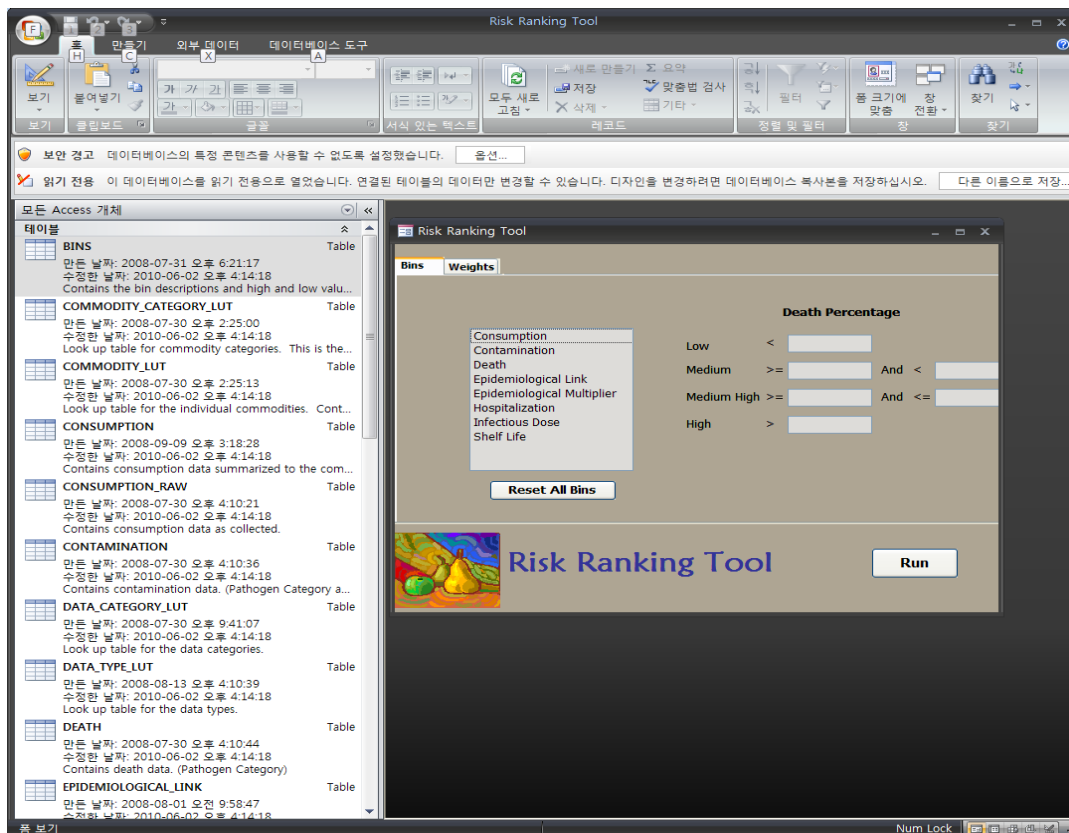 Risk Ranking Tool
F 1 2 3
홈 만들기 외부 데이터 데이터베이스 도구
H C X A
보기 붙여넣기 가 가 가 모두 새로 고침 새로 만들기 Σ 요약 필터 폼 크기에 맞춤 창 전환 찾기
저장 맞춤법 검사
삭제 기타
보기 클립보드 글꼴 서식 있는 텍스트 레코드 정렬 및 필터 창 찾기
보안 경고 데이터베이스의 특정 콘텐츠를 사용할 수 없도록 설정했습니다. 옵션...
읽기 전용 이 데이터베이스를 읽기 전용으로 열었습니다. 연결된 테이블의 데이터만 변경할 수 있습니다. 디자인을 변경하려면 데이터베이스 복사본을 저장하십시오. 다른 이름으로 저장...
모든 Access 개체
테이블
BINS Table
만든 날짜: 2008-07-31 오후 6:21:17
수정한 날짜: 2010-06-02 오후 4:14:18
Contains the bin descriptions and high and low valu...
COMMODITY_CATEGORY_LUT Table
만든 날짜: 2008-07-30 오후 2:25:00
수정한 날짜: 2010-06-02 오후 4:14:18
Look up table for commodity categories. This is the...
COMMODITY_LUT Table
만든 날짜: 2008-07-30 오후 2:25:13
수정한 날짜: 2010-06-02 오후 4:14:18
Look up table for the individual commodities. Cont...
CONSUMPTION Table
만든 날짜: 2008-09-09 오후 3:18:28
수정한 날짜: 2010-06-02 오후 4:14:18
Contains consumption data summarized to the com...
CONSUMPTION_RAW Table
만든 날짜: 2008-07-30 오후 4:10:21
수정한 날짜: 2010-06-02 오후 4:14:18
Contains consumption data as collected.
CONTAMINATION Table
만든 날짜: 2008-07-30 오후 4:10:36
수정한 날짜: 2010-06-02 오후 4:14:18
Contains contamination data. (Pathogen Category a...
DATA_CATEGORY_LUT Table
만든 날짜: 2008-07-30 오후 9:41:07
수정한 날짜: 2010-06-02 오후 4:14:18
Look up table for the data categories.
DATA_TYPE_LUT Table
만든 날짜: 2008-08-13 오후 4:10:39
수정한 날짜: 2010-06-02 오후 4:14:18
Look up table for the data types.
DEATH Table
만든 날짜: 2008-07-30 오후 4:10:44
수정한 날짜: 2010-06-02 오후 4:14:18
Contains death data. (Pathogen Category)
EPIDEMIOLOGICAL_LINK Table
만든 날짜: 2008-08-01 오전 9:58:47
수정한 날짜: 2010-06-02 오후 4:14:18
Risk Ranking Tool
Bins Weights
Consumption
Contamination
Death
Epidemiological Link
Epidemiological Multiplier
Hospitalization
Infectious Dose
Shelf Life
Reset All Bins
Death Percentage
Low <
Medium >= And <
Medium High >= And <=
High >
Risk Ranking Tool
Run
폼 보기 Num Lock